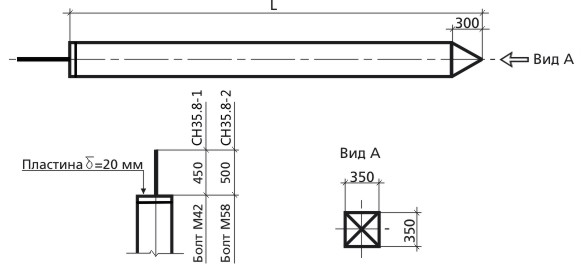 L
300
Вид А
СН35.8-1
СН35.8-2
450
500
Болт М42
Болт М58
Пластина δ=20 мм
Вид А
350
350